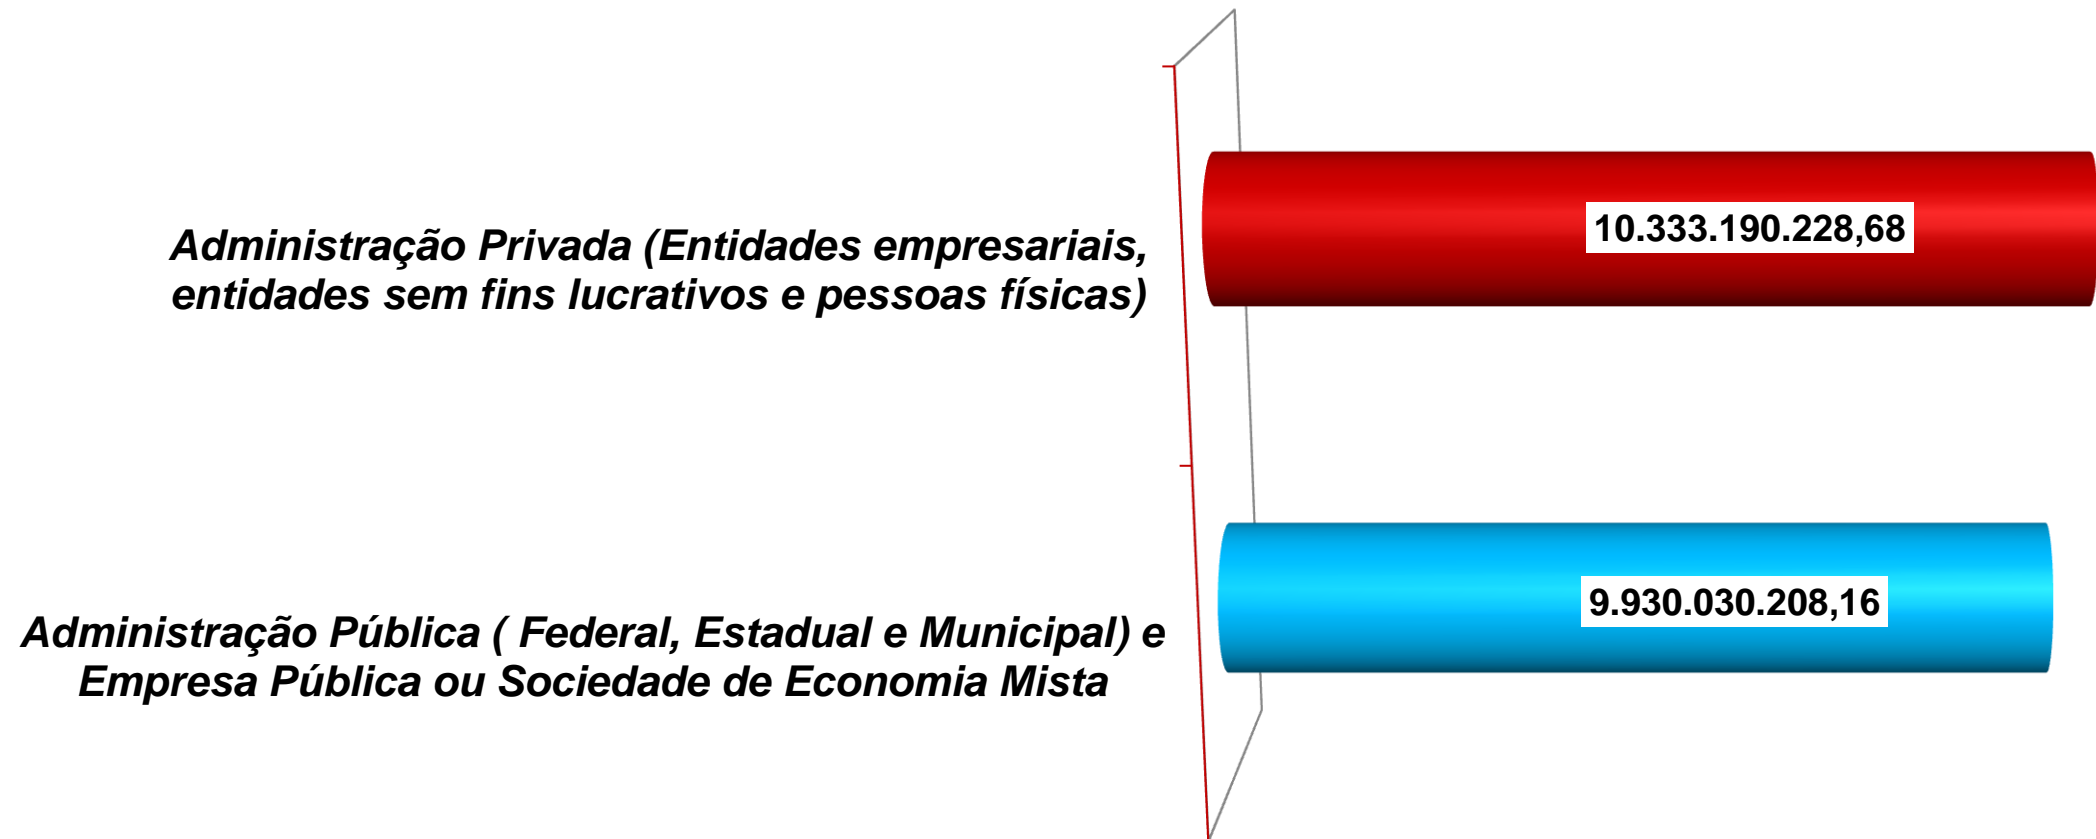 Administração Privada (Entidades empresariais,
entidades sem fins lucrativos e pessoas físicas)
10.333.190.228,68
Administração Pública ( Federal, Estadual e Municipal) e
Empresa Pública ou Sociedade de Economia Mista
9.930.030.208,16